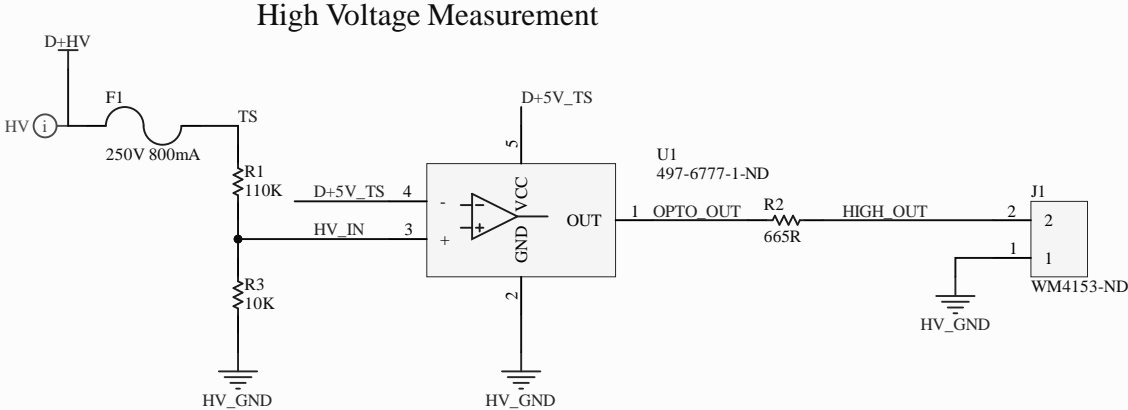 High Voltage Measurement
D+HV
HV
i
F1
250V 800mA
TS
R1
110K
R3
10K
HV_GND
D+5V_TS
4
HV_IN
3
D+5V_TS
5
-
+
VCC
GND
OUT
2
HV_GND
U1
497-6777-1-ND
1
OPTO_OUT
R2
665R
HIGH_OUT
J1
2
2
1
1
WM4153-ND
HV_GND